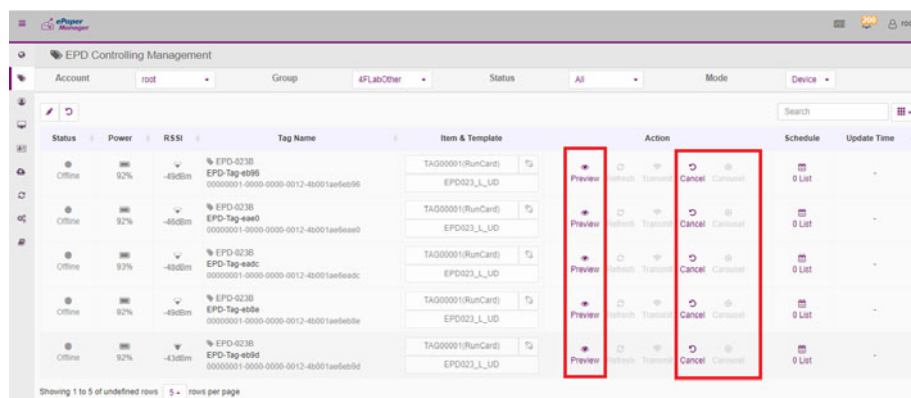 ePaper
Manager
200
EPD Controlling Management
Account root Group 4FLabOther Status All Mode Device
Search
Status Power RSSI Tag Name Item & Template Action Schedule Update Time
EPD-023B TAG00001(RunCard)
Offline 92% -49dBm EPD-Tag-eb96 Preview Refresh Transmit Cancel Carousel 0 List -
00000001-0000-0000-0012-4b001ae6eb96 EPD023_L_UD
EPD-023B TAG00001(RunCard)
Offline 92% EPD-Tag-eae0 Preview Refresh Transmit Cancel Carousel 0 List -
00000001-0000-0000-0012-4b001ae6eae0 EPD023_L_UD
EPD-023B TAG00001(RunCard)
Offline 93% EPD-Tag-eadc Preview Refresh Transmit Cancel Carousel 0 List -
00000001-0000-0000-0012-4b001ae6eadc EPD023_L_UD
EPD-023B TAG00001(RunCard)
Offline 92% -49dBm EPD-Tag-eb8e Preview Refresh Transmit Cancel Carousel 0 List -
00000001-0000-0000-0012-4b001ae6eb8e EPD023_L_UD
EPD-023B TAG00001(RunCard)
Offline 92% -43dBm EPD-Tag-eb9d Preview Refresh Transmit Cancel Carousel 0 List -
00000001-0000-0000-0012-4b001ae6eb9d EPD023_L_UD
Showing 1 to 5 of undefined rows 5 rows per page